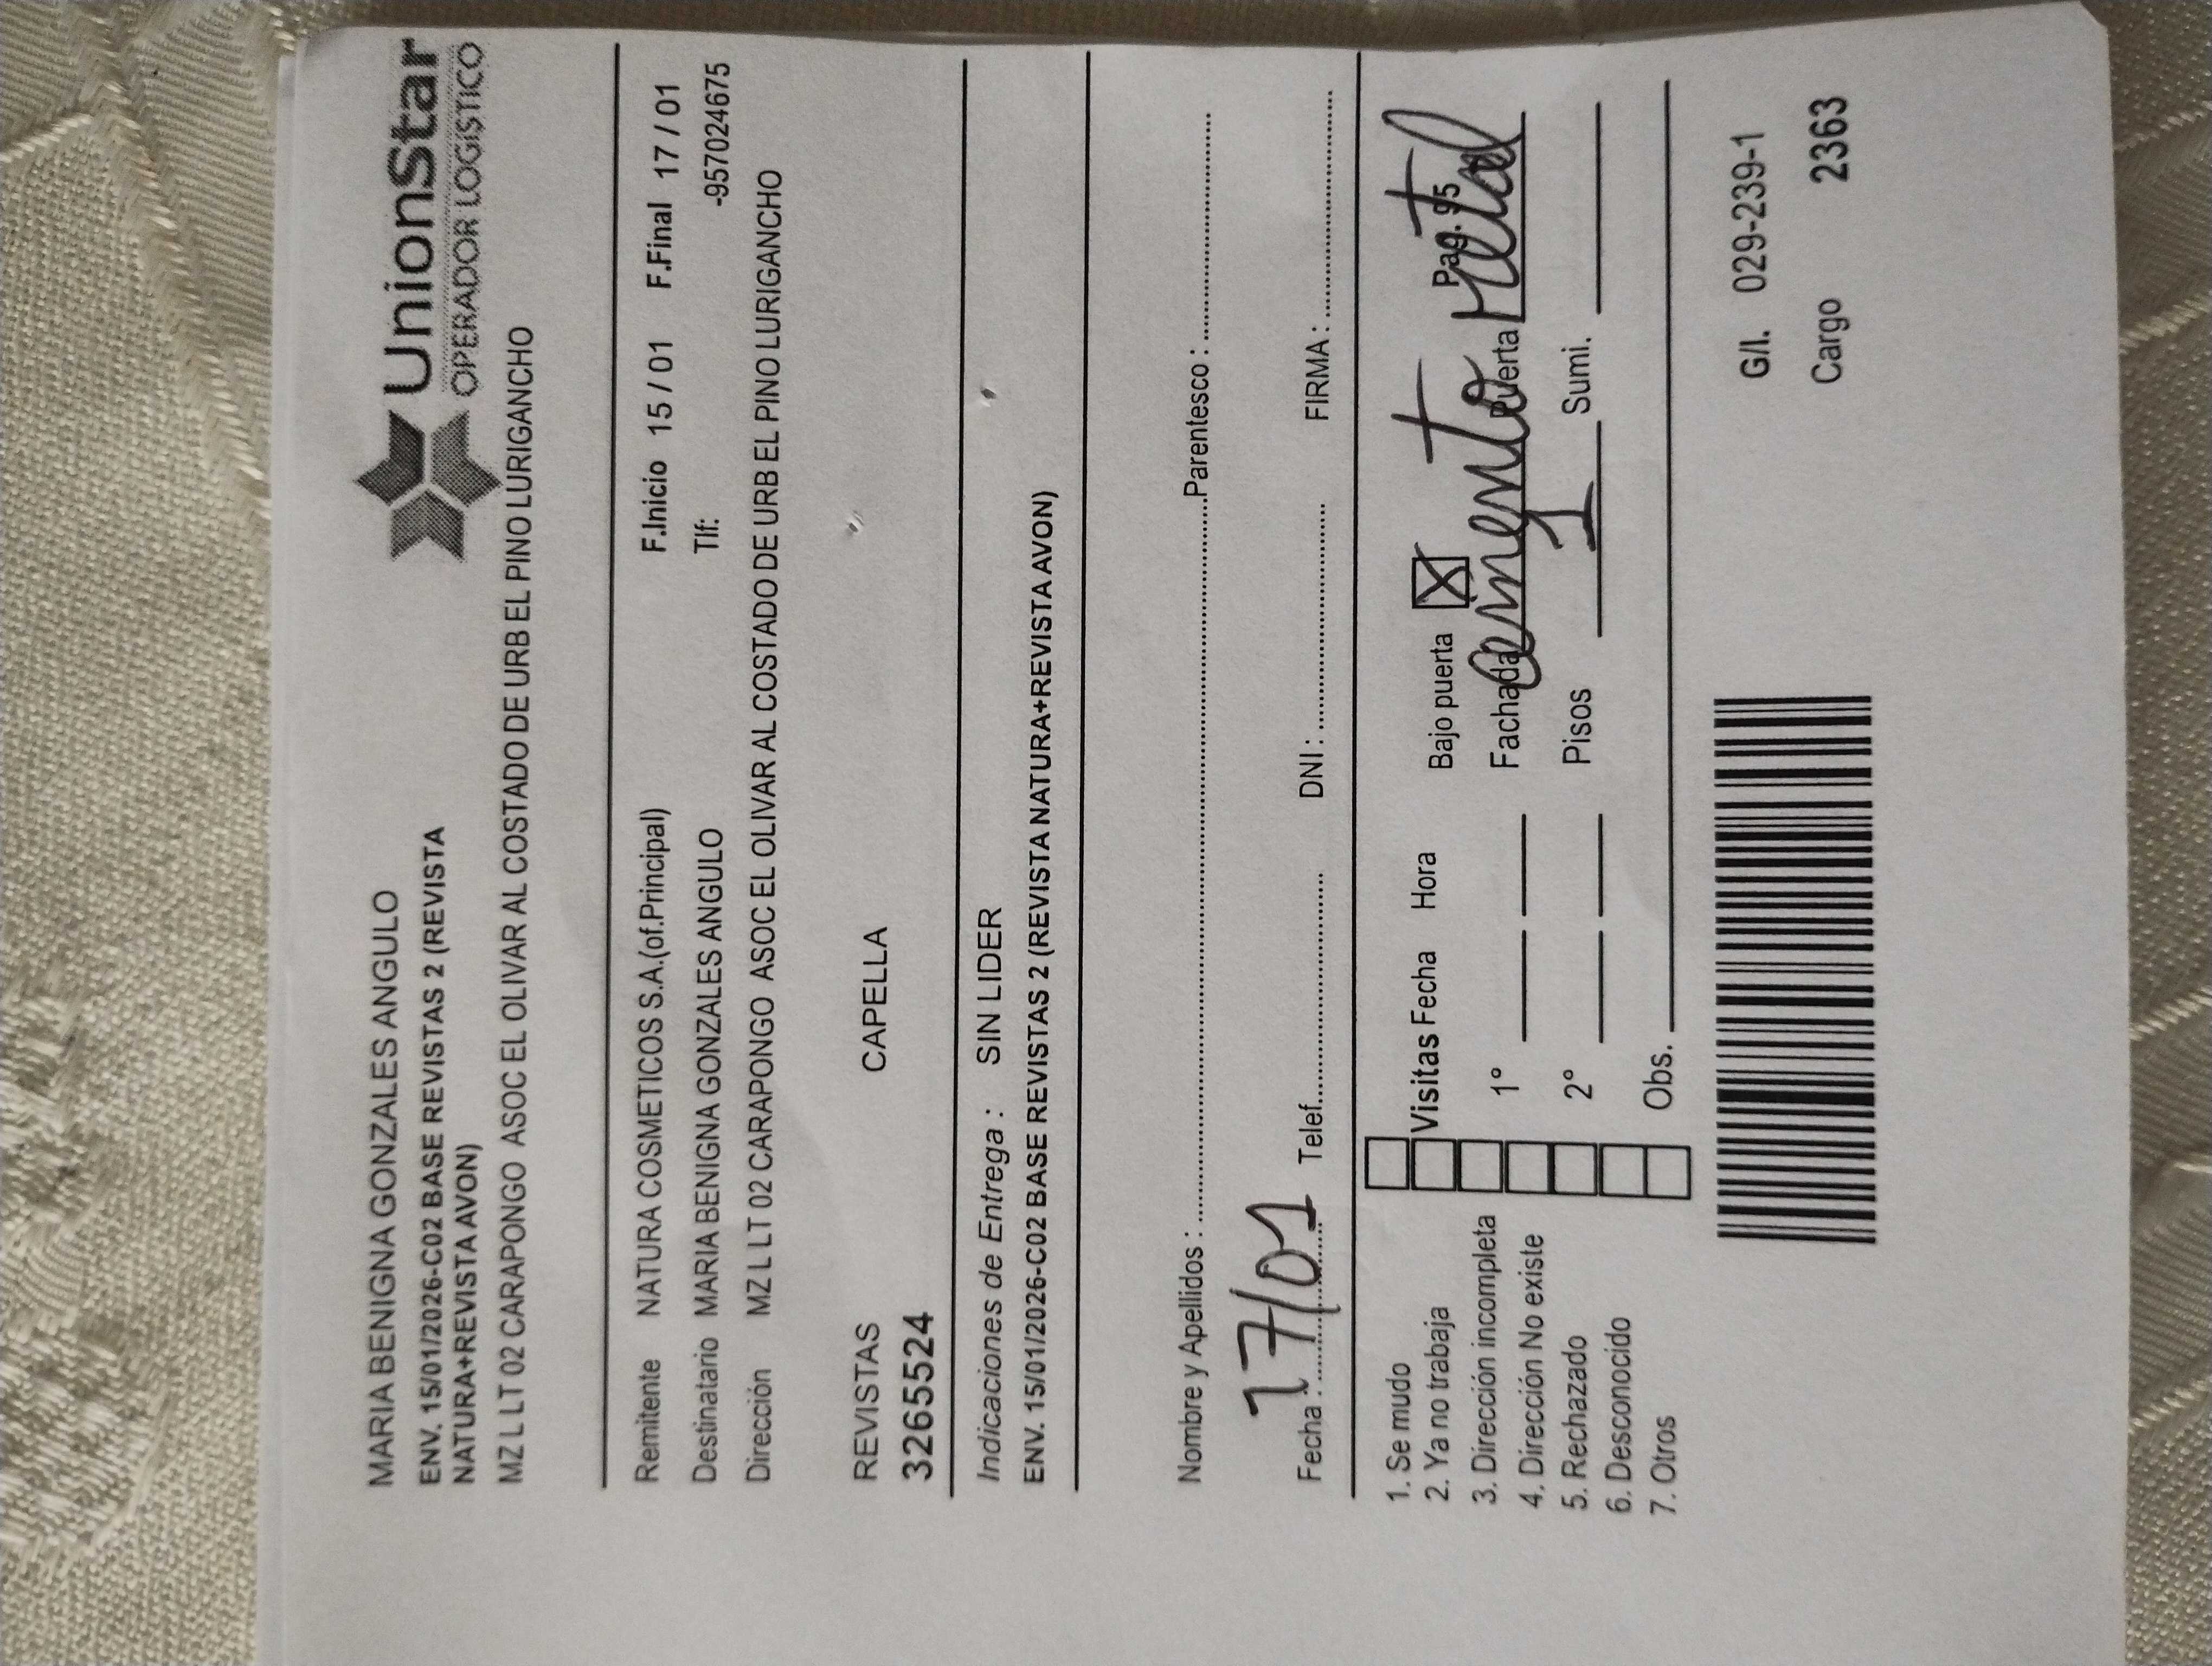 MARIA BENIGNA GONZALES ANGULO
ENV. 15/01/2026-C02 BASE REVISTAS 2 (REVISTA
NATURA+REVISTA AVON)
MZ L LT 02 CARAPONGO ASOC EL OLIVAR AL COSTADO DE URB EL PINO LURIGANCHO
UnionStar
OPERADOR LOGÍSTICO
Remitente NATURA COSMETICOS S.A.(of.Principal) F.Inicio 15 / 01 F.Final 17 / 01
Destinatario MARIA BENIGNA GONZALES ANGULO Tlf: -957024675
Dirección MZ L LT 02 CARAPONGO ASOC EL OLIVAR AL COSTADO DE URB EL PINO LURIGANCHO
REVISTAS CAPELLA
3265524
Indicaciones de Entrega : SIN LIDER
ENV. 15/01/2026-C02 BASE REVISTAS 2 (REVISTA NATURA+REVISTA AVON)
Nombre y Apellidos : Parentesco :
Fecha : 17/01 Telef. DNI : FIRMA :
1. Se mudo
2. Ya no trabaja
3. Dirección incompleta
4. Dirección No existe
5. Rechazado
6. Desconocido
7. Otros
Visitas Fecha Hora Bajo puerta X Pag. 95
1° Fachada Cemento Puerta Metal
2° Pisos 1 Sumi.
Obs.
G/I. 029-239-1
Cargo 2363